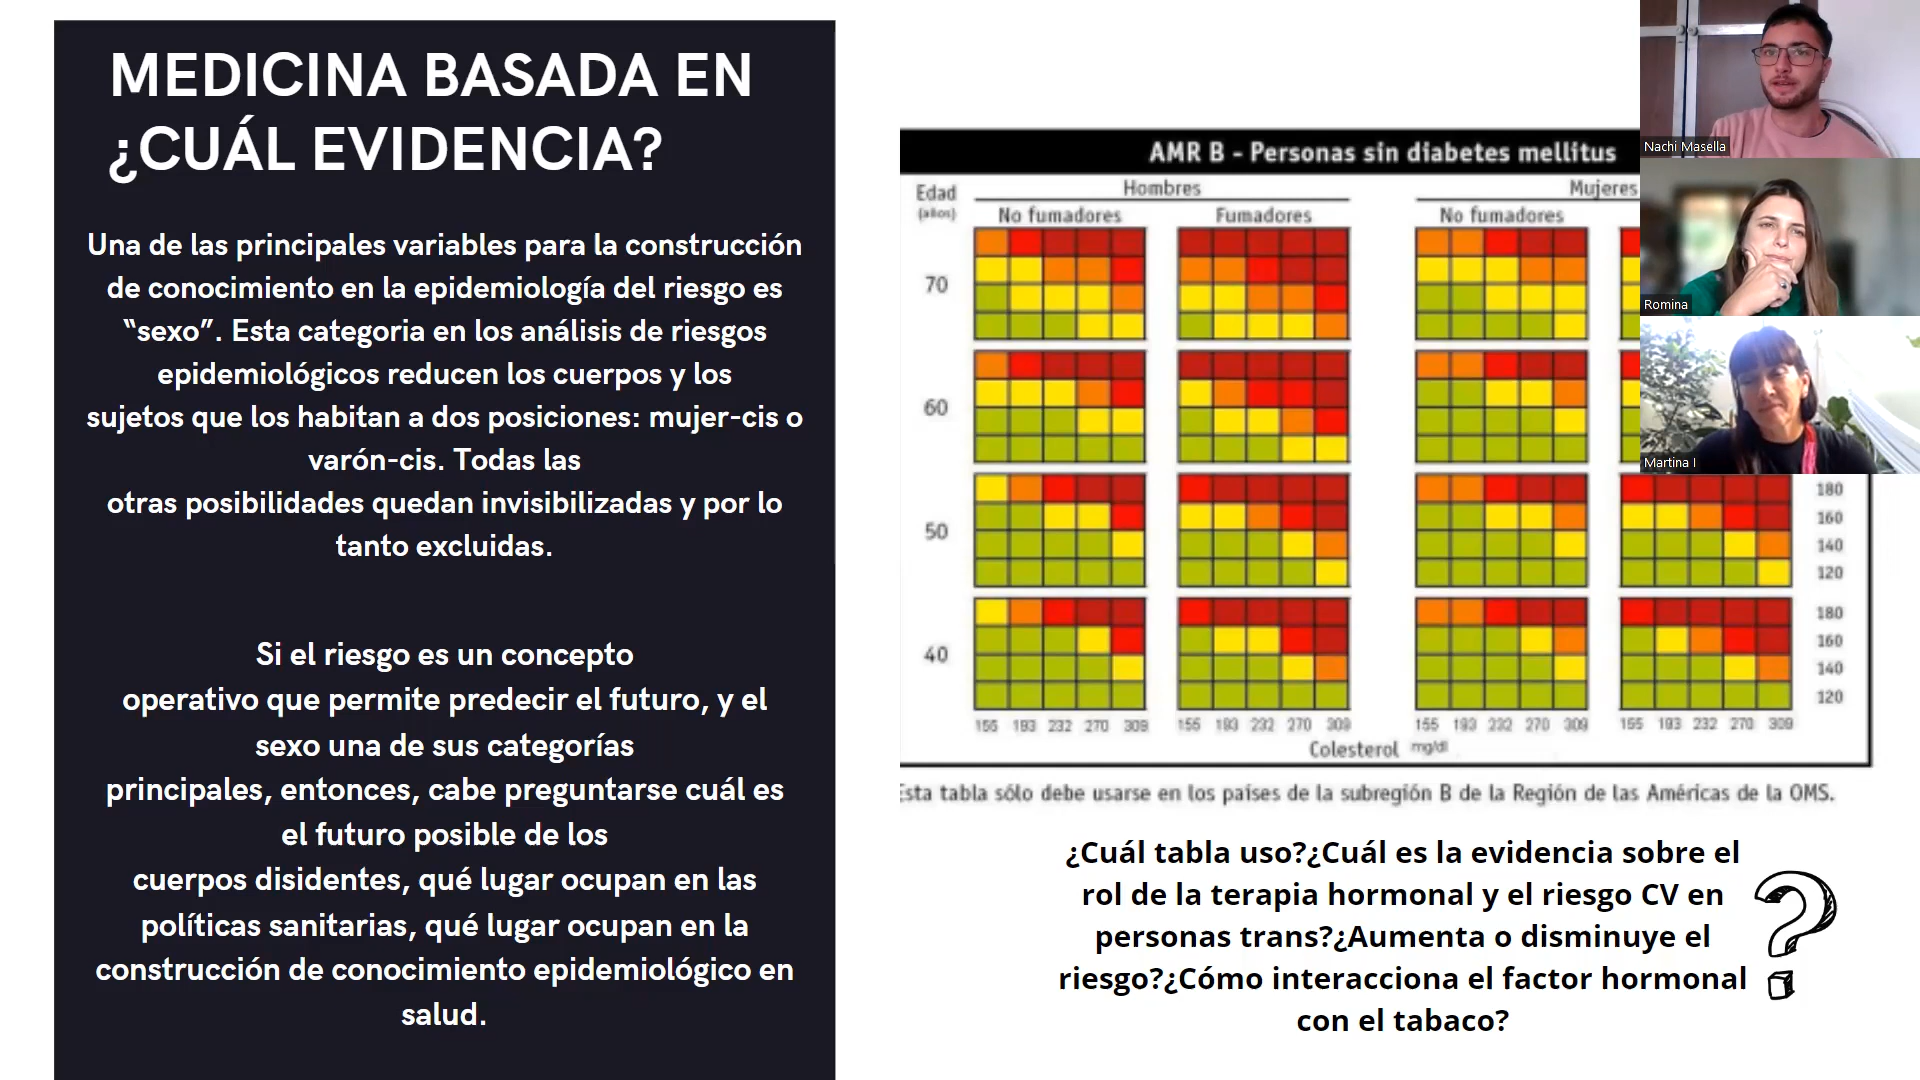 MEDICINA BASADA EN
¿CUÁL EVIDENCIA?
Una de las principales variables para la construcción
de conocimiento en la epidemiología del riesgo es
“sexo”. Esta categoria en los análisis de riesgos
epidemiológicos reducen los cuerpos y los
sujetos que los habitan a dos posiciones: mujer-cis o
varón-cis. Todas las
otras posibilidades quedan invisibilizadas y por lo
tanto excluidas.
Si el riesgo es un concepto
operativo que permite predecir el futuro, y el
sexo una de sus categorías
principales, entonces, cabe preguntarse cuál es
el futuro posible de los
cuerpos disidentes, qué lugar ocupan en las
políticas sanitarias, qué lugar ocupan en la
construcción de conocimiento epidemiológico en
salud.
AMR B - Personas sin diabetes mellitus
Edad
(años)
Hombres
Mujeres
No fumadores
Fumadores
No fumadores
70
60
50
40
180
160
140
120
180
160
140
120
155 193 232 270 309
155 193 232 270 309
155 193 232 270 309
155 193 232 270 309
Colesterol mg/dl
Esta tabla sólo debe usarse en los países de la subregión B de la Región de las Américas de la OMS.
¿Cuál tabla uso?¿Cuál es la evidencia sobre el
rol de la terapia hormonal y el riesgo CV en
personas trans?¿Aumenta o disminuye el
riesgo?¿Cómo interacciona el factor hormonal
con el tabaco?
?
Nachi Masella
Romina
Martina I